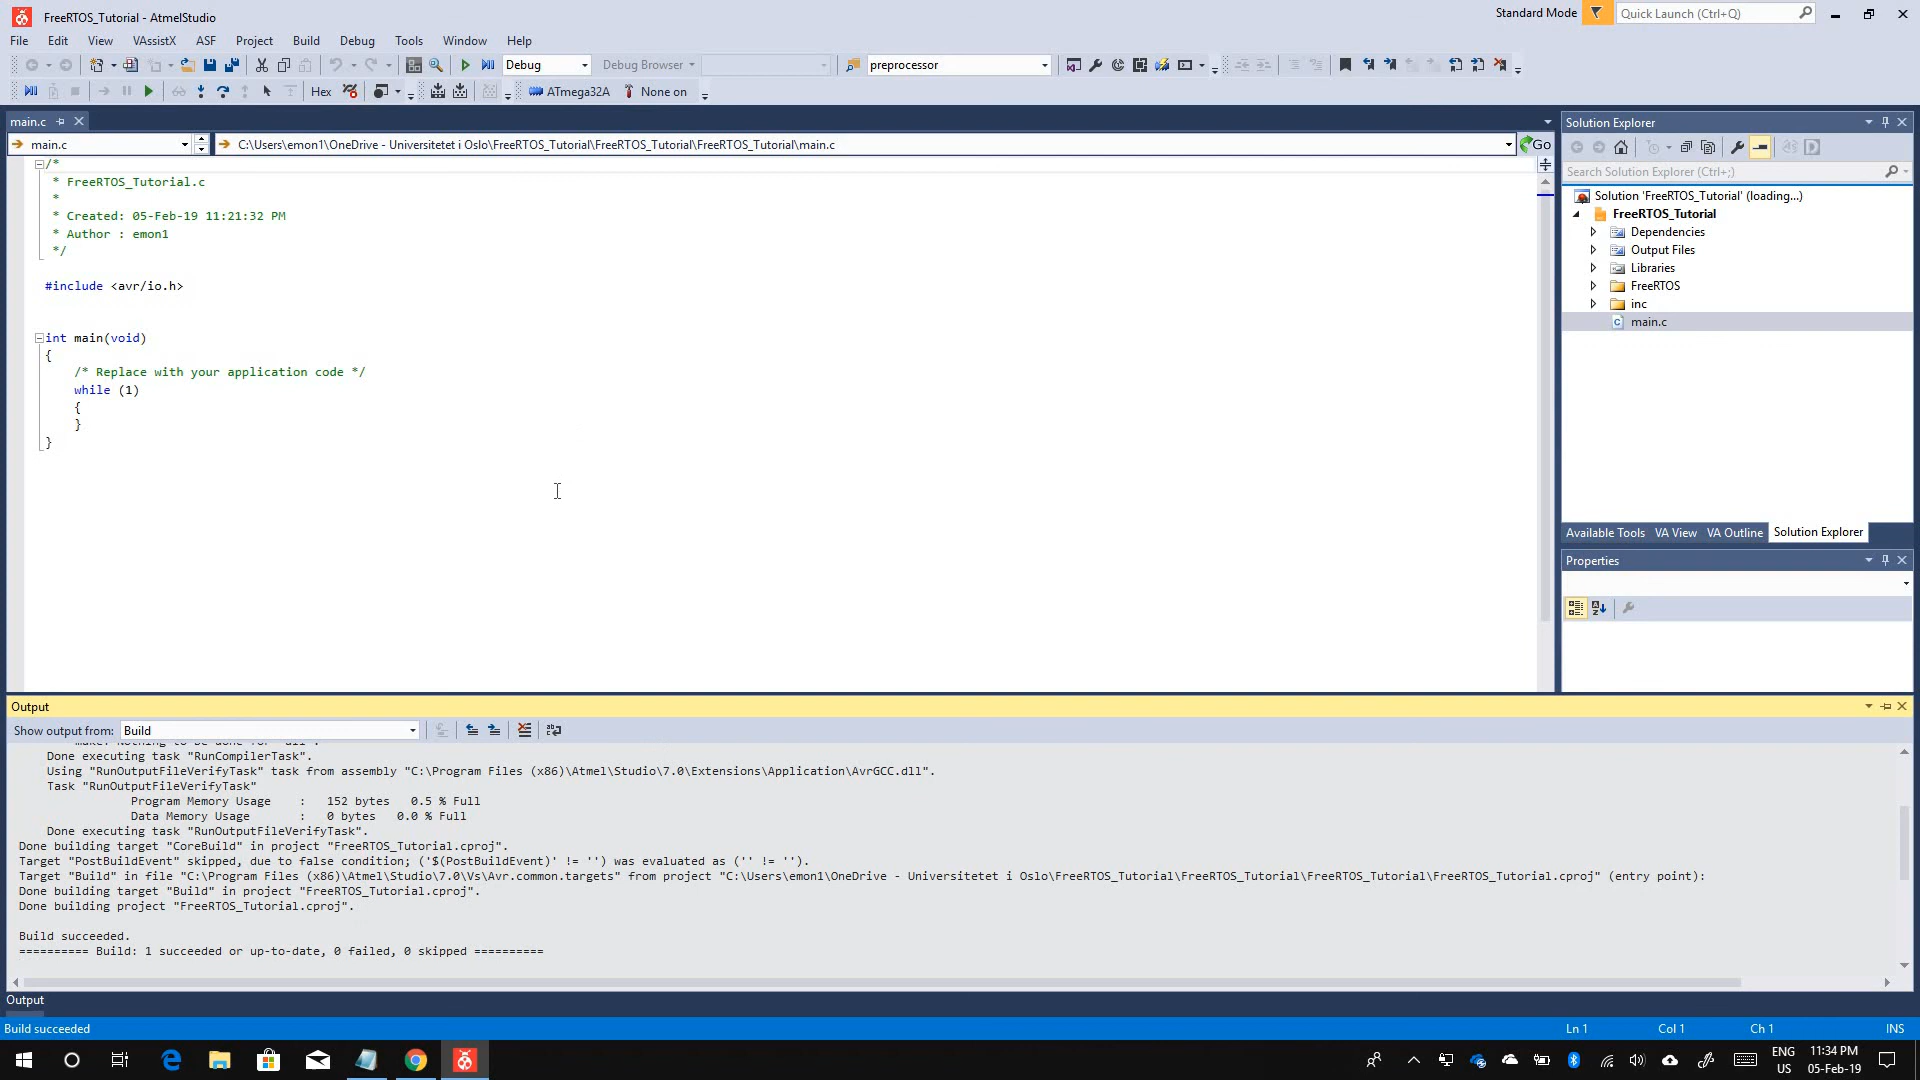 FreeRTOS_Tutorial - AtmelStudio
Standard Mode
Quick Launch (Ctrl+Q)
File Edit View VAssistX ASF Project Build Debug Tools Window Help
Debug
Debug Browser
preprocessor
Hex
ATmega32A
None on
main.c
main.c
C:\Users\emon1\OneDrive - Universitetet i Oslo\FreeRTOS_Tutorial\FreeRTOS_Tutorial\FreeRTOS_Tutorial\main.c
Go
/*
* FreeRTOS_Tutorial.c
*
* Created: 05-Feb-19 11:21:32 PM
* Author : emon1
*/
#include <avr/io.h>
int main(void)
{
/* Replace with your application code */
while (1)
{
}
}
Solution Explorer
Search Solution Explorer (Ctrl+;)
Solution 'FreeRTOS_Tutorial' (loading...)
FreeRTOS_Tutorial
Dependencies
Output Files
Libraries
FreeRTOS
inc
main.c
Available Tools VA View VA Outline Solution Explorer
Properties
Output
Show output from: Build
make: Nothing to be done for 'all'.
Done executing task "RunCompilerTask".
Using "RunOutputFileVerifyTask" task from assembly "C:\Program Files (x86)\Atmel\Studio\7.0\Extensions\Application\AvrGCC.dll".
Task "RunOutputFileVerifyTask"
Program Memory Usage : 152 bytes 0.5 % Full
Data Memory Usage : 0 bytes 0.0 % Full
Done executing task "RunOutputFileVerifyTask".
Done building target "CoreBuild" in project "FreeRTOS_Tutorial.cproj".
Target "PostBuildEvent" skipped, due to false condition; ('$(PostBuildEvent)' != '') was evaluated as ('' != '').
Target "Build" in file "C:\Program Files (x86)\Atmel\Studio\7.0\Vs\Avr.common.targets" from project "C:\Users\emon1\OneDrive - Universitetet i Oslo\FreeRTOS_Tutorial\FreeRTOS_Tutorial\FreeRTOS_Tutorial\FreeRTOS_Tutorial.cproj" (entry point):
Done building target "Build" in project "FreeRTOS_Tutorial.cproj".
Done building project "FreeRTOS_Tutorial.cproj".
Build succeeded.
========== Build: 1 succeeded or up-to-date, 0 failed, 0 skipped ==========
Output
Build succeeded
Ln 1 Col 1 Ch 1 INS
ENG
US
11:34 PM
05-Feb-19